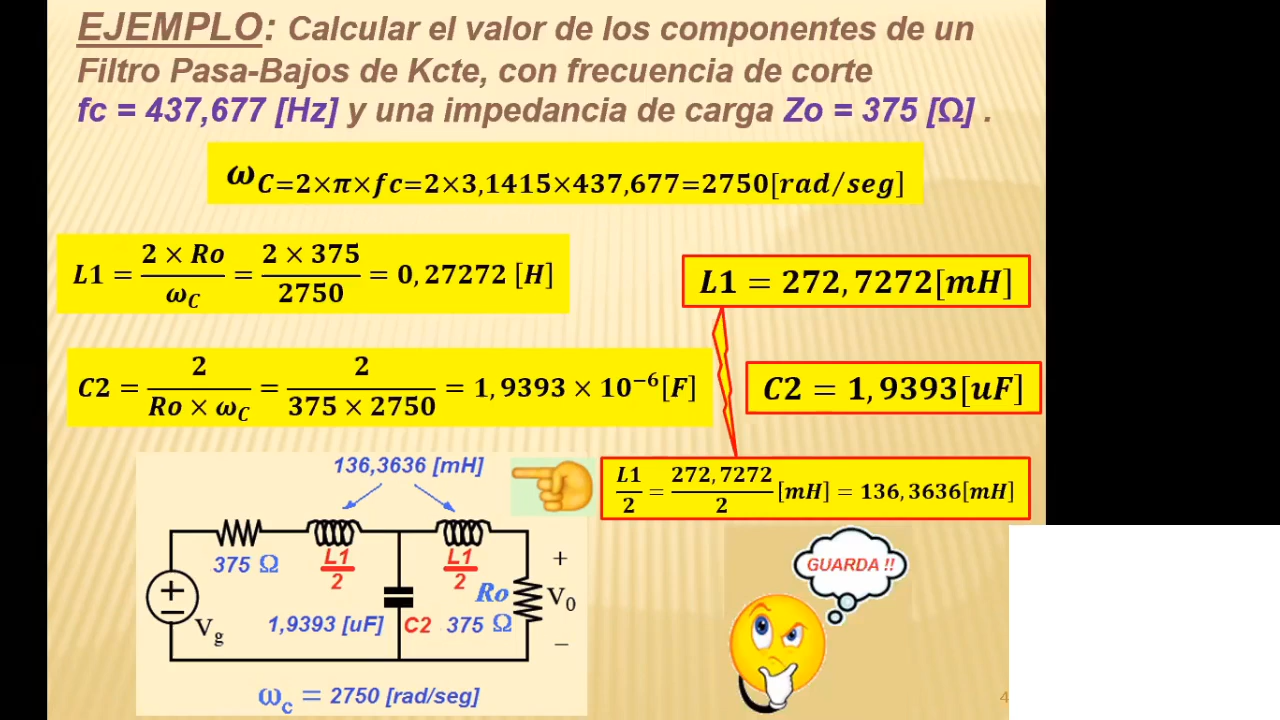 EJEMPLO: Calcular el valor de los componentes de un
Filtro Pasa-Bajos de Kcte, con frecuencia de corte
fc = 437,677 [Hz] y una impedancia de carga Zo = 375 [Ω] .
ω_C=2×π×fc=2×3,1415×437,677=2750[rad/seg]
L1 = (2 × Ro)/(ω_C) = (2 × 375)/(2750) = 0,27272 [H]
L1 = 272,7272[mH]
C2 = 2/(Ro × ω_C) = 2/(375 × 2750) = 1,9393 × 10⁻⁶[F]
C2 = 1,9393[uF]
L1/2 = 272,7272/2 [mH] = 136,3636[mH]
136,3636 [mH]
375 Ω
L1/2
L1/2
Ro
375 Ω
+
V₀
−
+
−
V_g
1,9393 [uF]
C2
ω_c = 2750 [rad/seg]
GUARDA !!
4